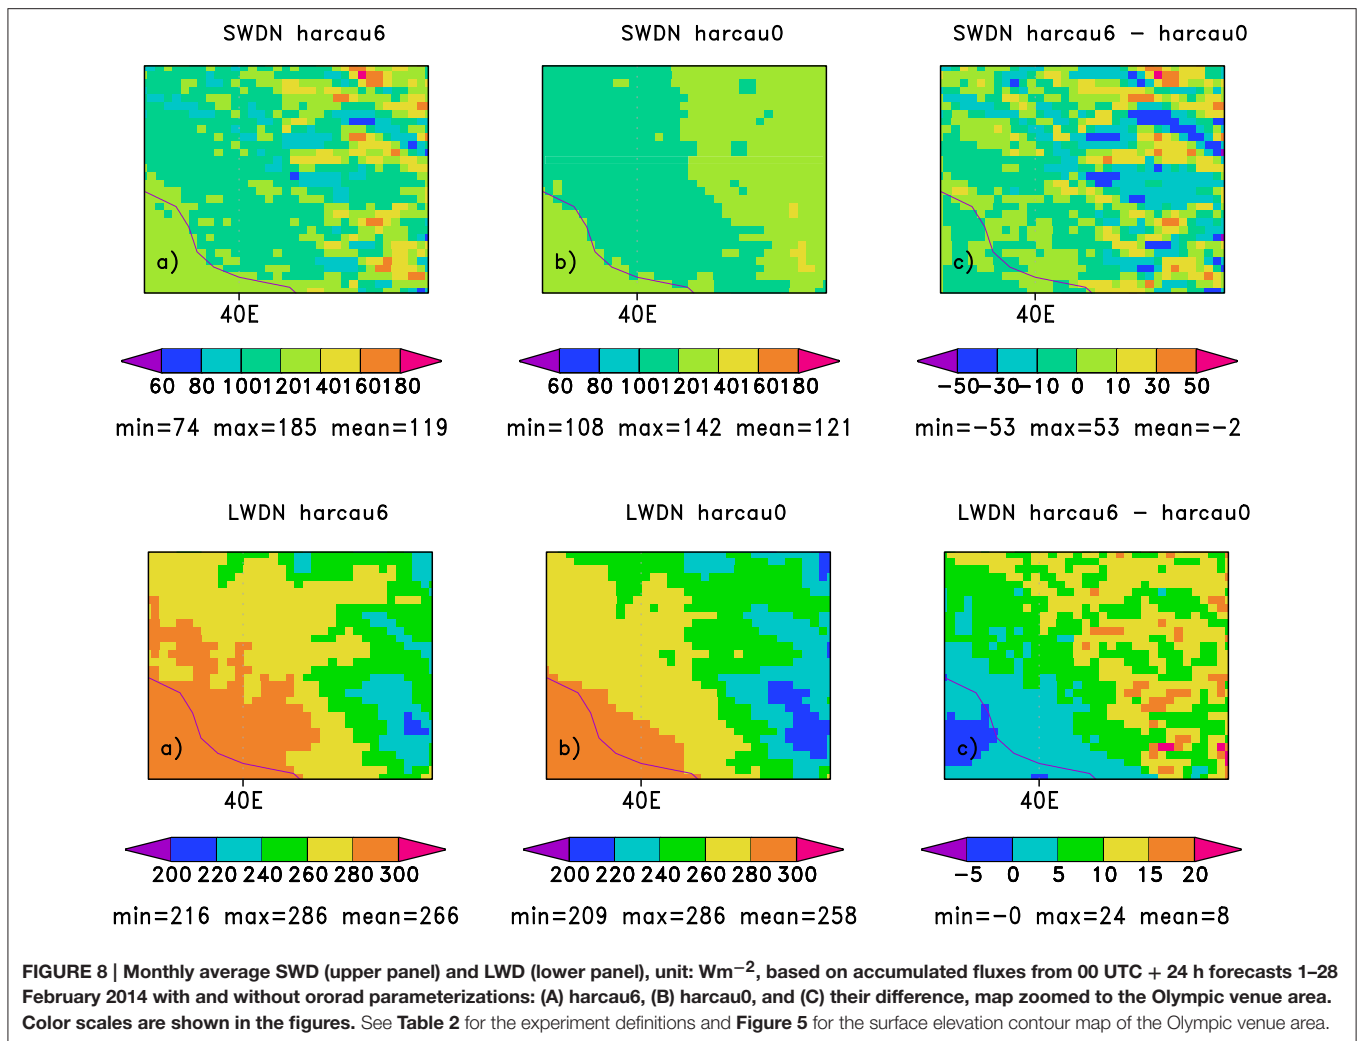 SWDN harcau6 SWDN harcau0 SWDN harcau6 − harcau0
a) b) c)
40E 40E 40E
60 80 100 120 140 160 180 60 80 100 120 140 160 180 −50 −30 −10 0 10 30 50
min=74 max=185 mean=119 min=108 max=142 mean=121 min=−53 max=53 mean=−2
LWDN harcau6 LWDN harcau0 LWDN harcau6 − harcau0
a) b) c)
40E 40E 40E
200 220 240 260 280 300 200 220 240 260 280 300 −5 0 5 10 15 20
min=216 max=286 mean=266 min=209 max=286 mean=258 min=−0 max=24 mean=8
FIGURE 8 | Monthly average SWD (upper panel) and LWD (lower panel), unit: Wm−2, based on accumulated fluxes from 00 UTC + 24 h forecasts 1–28
February 2014 with and without ororad parameterizations: (A) harcau6, (B) harcau0, and (C) their difference, map zoomed to the Olympic venue area.
Color scales are shown in the figures. See Table 2 for the experiment definitions and Figure 5 for the surface elevation contour map of the Olympic venue area.